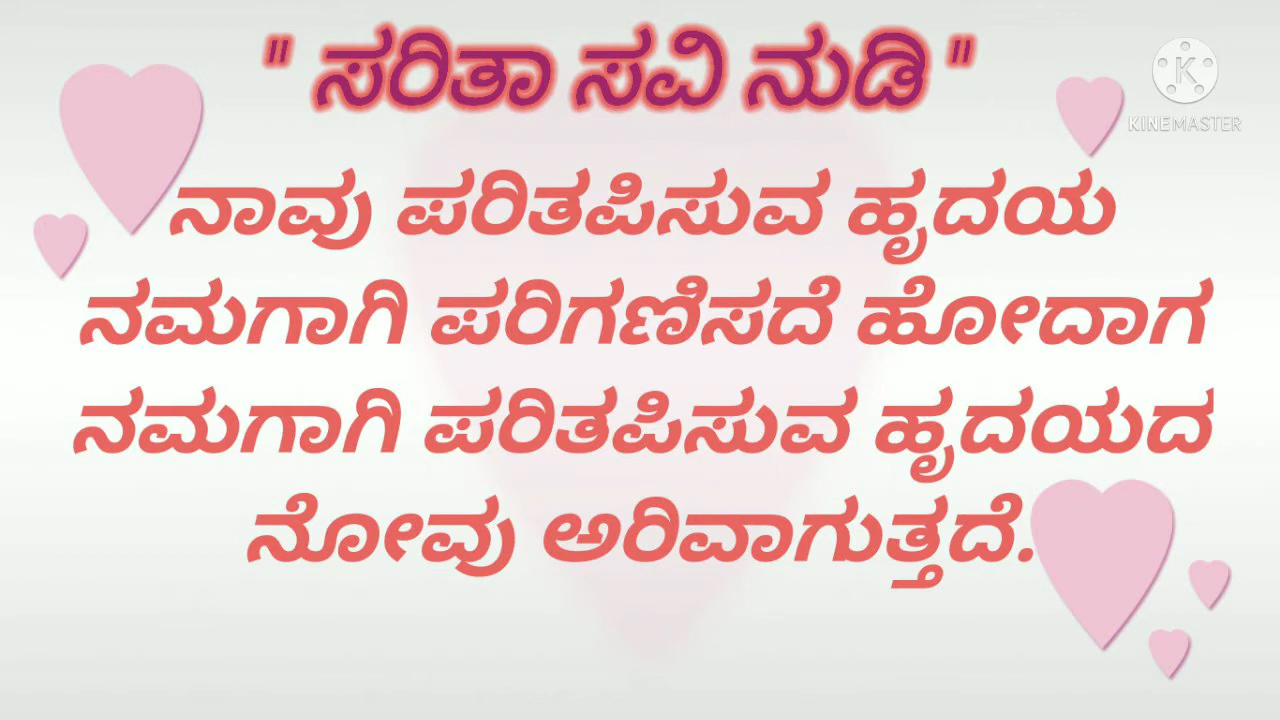 " ಸರಿತಾ ಸವಿ ನುಡಿ "
KINEMASTER
ನಾವು ಪರಿತಪಿಸುವ ಹೃದಯ
ನಮಗಾಗಿ ಪರಿಗಣಿಸದೆ ಹೋದಾಗ
ನಮಗಾಗಿ ಪರಿತಪಿಸುವ ಹೃದಯದ
ನೋವು ಅರಿವಾಗುತ್ತದೆ.